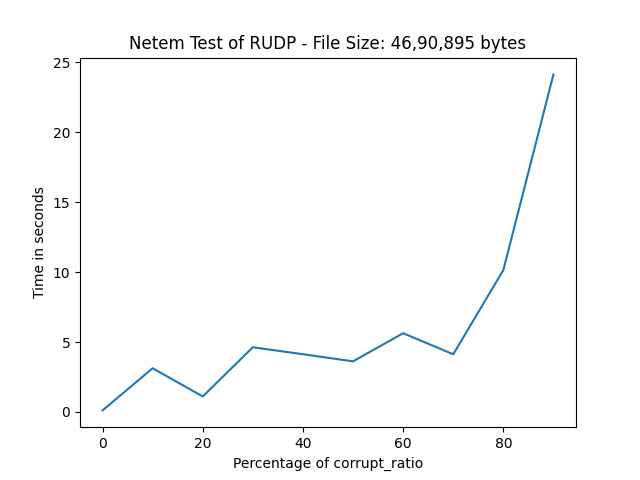 Netem Test of RUDP - File Size: 46,90,895 bytes
25
20
15
10
5
0
Time in seconds
0 20 40 60 80
Percentage of corrupt_ratio